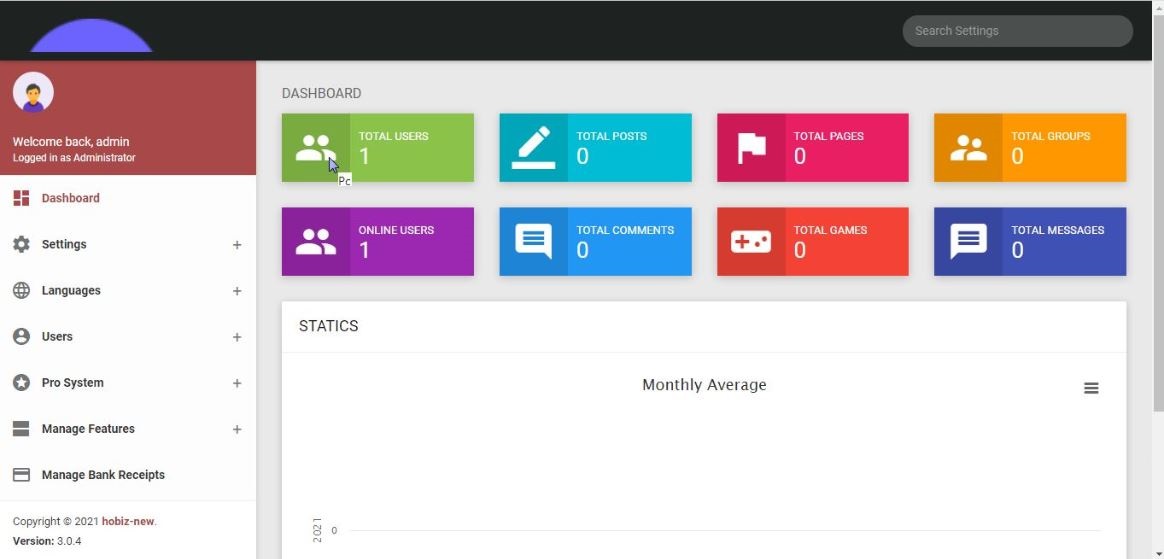 Search Settings
Welcome back, admin
Logged in as Administrator
Dashboard
Settings
+
Languages
+
Users
+
Pro System
+
Manage Features
+
Manage Bank Receipts
Copyright © 2021 hobiz-new.
Version: 3.0.4
DASHBOARD
TOTAL USERS
1
TOTAL POSTS
0
TOTAL PAGES
0
TOTAL GROUPS
0
ONLINE USERS
1
TOTAL COMMENTS
0
TOTAL GAMES
0
TOTAL MESSAGES
0
Pc
STATICS
Monthly Average
2021
0